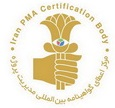 Iran PMA Certification Body
مرکز اعطای گواهینامه بین المللی مدیریت پروژه